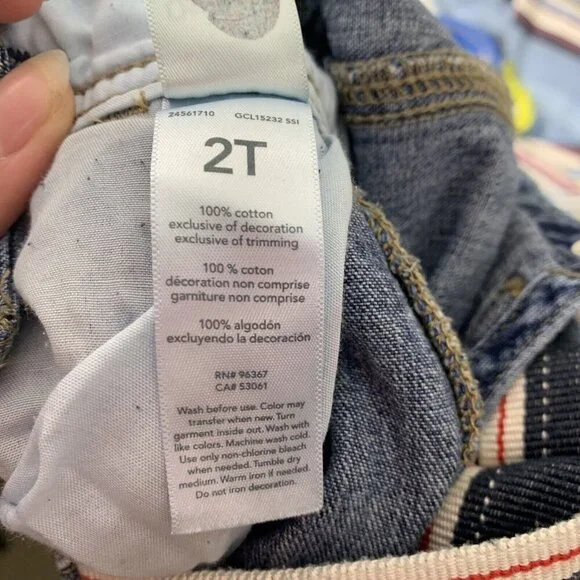 24561710 GCL15232 SSI
2T
100% cotton
exclusive of decoration
exclusive of trimming
100 % coton
décoration non comprise
garniture non comprise
100% algodón
excluyendo la decoración
RN# 96367
CA# 53061
Wash before use. Color may
transfer when new. Turn
garment inside out. Wash with
like colors. Machine wash cold.
Use only non-chlorine bleach
when needed. Tumble dry
medium. Warm iron if needed.
Do not iron decoration.